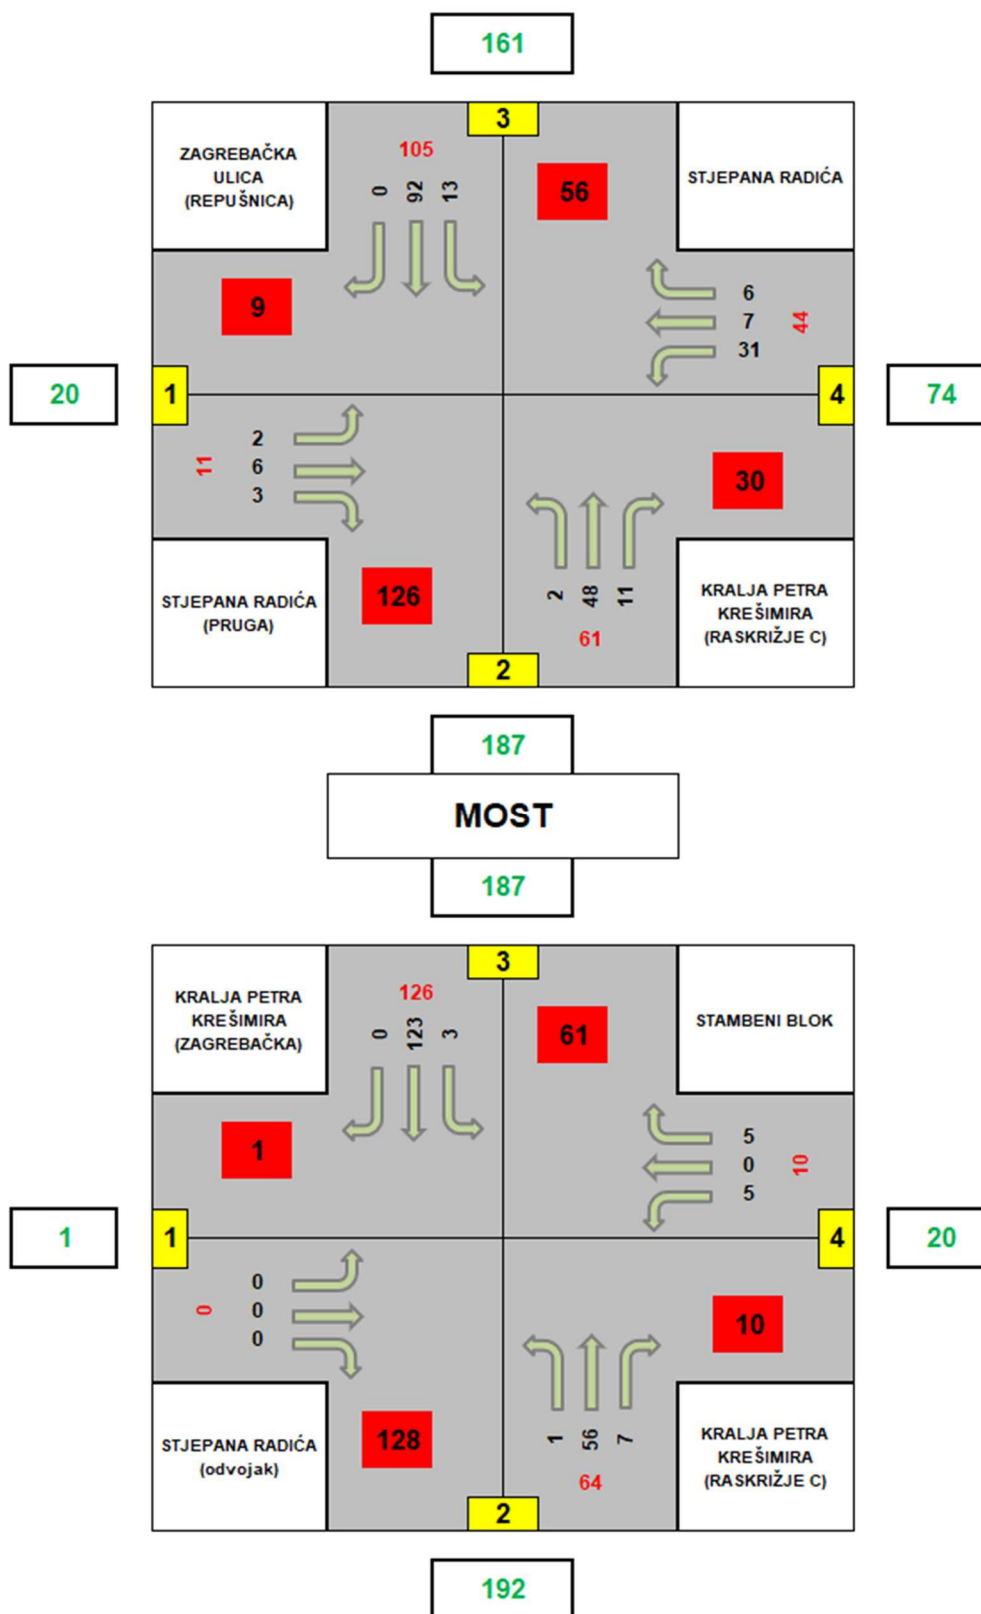 161
3
ZAGREBAČKA
ULICA
(REPUŠNICA)
105
0 92 13
56
STJEPANA RADIĆA
9
6
7
31
44
20
1
4
74
11
2
6
3
30
STJEPANA RADIĆA
(PRUGA)
126
2 48 11
61
KRALJA PETRA
KREŠIMIRA
(RASKRIŽJE C)
2
187
MOST
187
3
KRALJA PETRA
KREŠIMIRA
(ZAGREBAČKA)
126
0 123 3
61
STAMBENI BLOK
1
5
0
5
10
1
1
4
20
0
0
0
0
10
STJEPANA RADIĆA
(odvojak)
128
1 56 7
64
KRALJA PETRA
KREŠIMIRA
(RASKRIŽJE C)
2
192